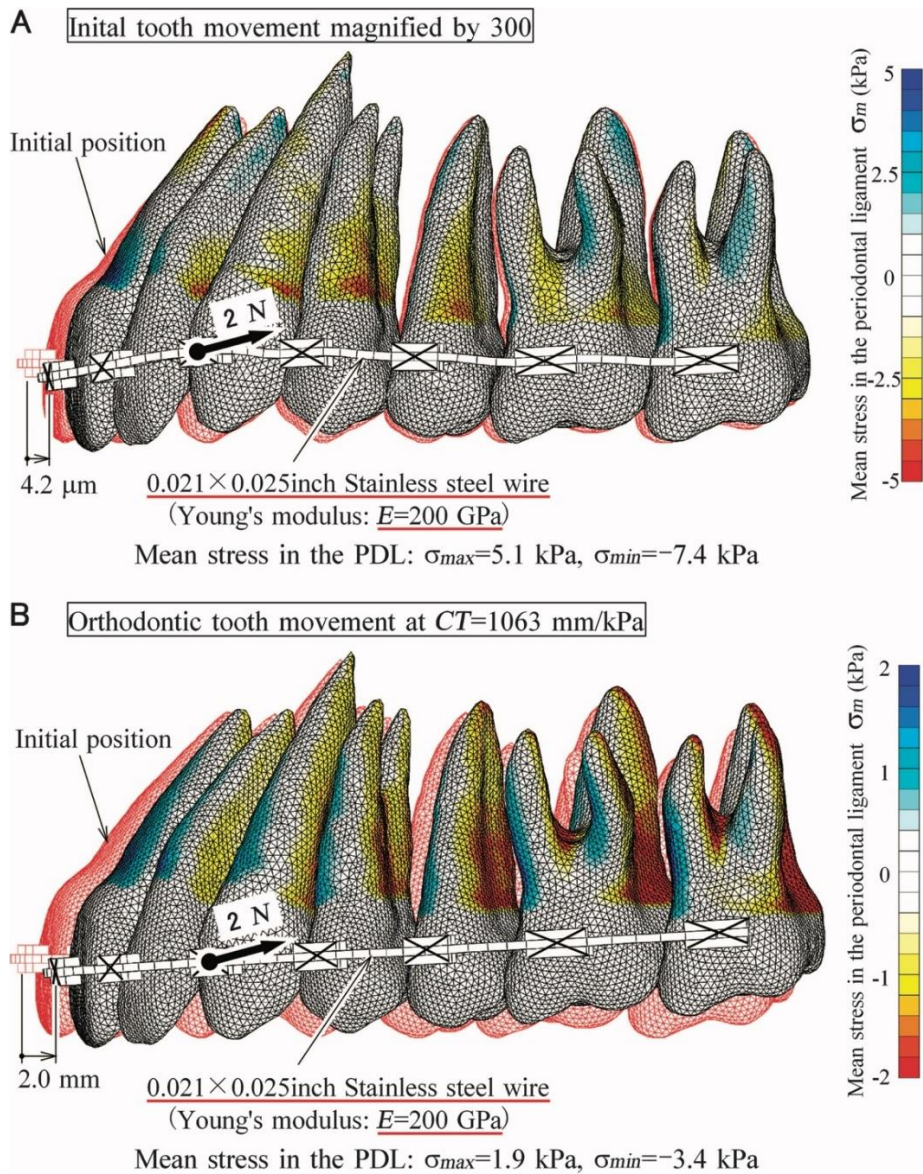 A
Inital tooth movement magnified by 300
Initial position
2 N
4.2 μm
0.021×0.025inch Stainless steel wire
(Young's modulus: E=200 GPa)
Mean stress in the PDL: σmax=5.1 kPa, σmin=−7.4 kPa
5
2.5
0
-2.5
-5
Mean stress in the periodontal ligament σm (kPa)
B
Orthodontic tooth movement at CT=1063 mm/kPa
Initial position
2 N
2.0 mm
0.021×0.025inch Stainless steel wire
(Young's modulus: E=200 GPa)
Mean stress in the PDL: σmax=1.9 kPa, σmin=−3.4 kPa
2
1
0
-1
-2
Mean stress in the periodontal ligament σm (kPa)